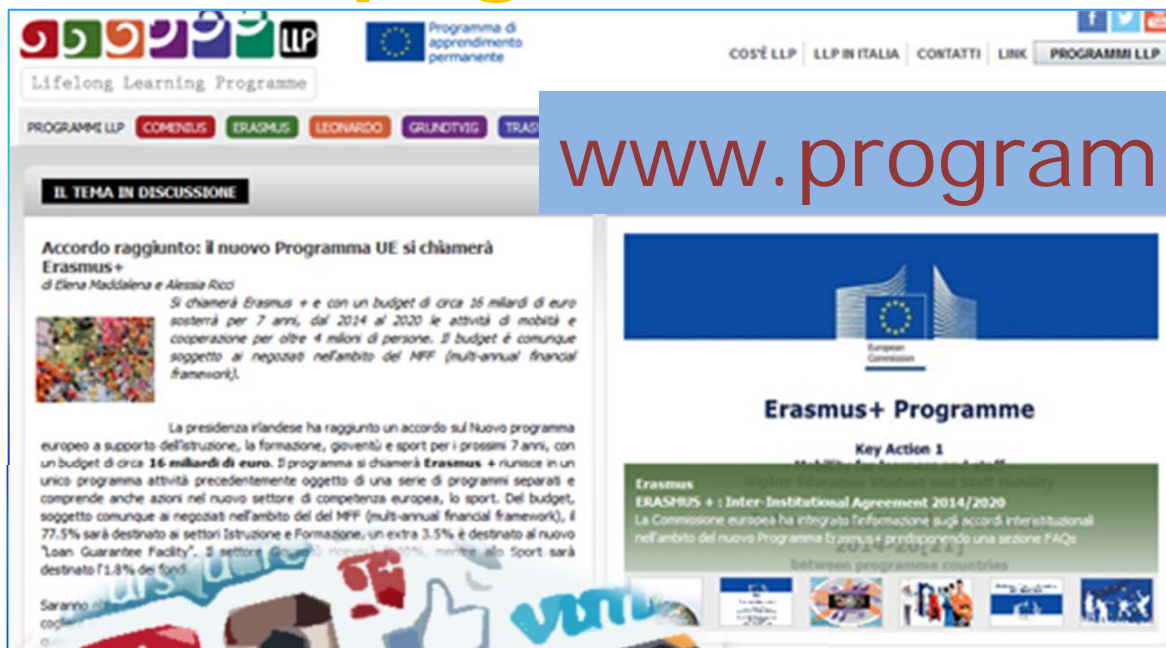 LLP
Lifelong Learning Programme
Programma di
apprendimento
permanente
COS'È LLP LLP IN ITALIA CONTATTI LINK PROGRAMMI LLP
PROGRAMMI LLP COMENIUS ERASMUS LEONARDO GRUNDTVIG
www.program
IL TEMA IN DISCUSSIONE
Accordo raggiunto: il nuovo Programma UE si chiamerà
Erasmus+
di Elena Maddalena e Alessia Ricci
Si chiamerà Erasmus + e con un budget di circa 16 miliardi di euro
sosterrà per 7 anni, dal 2014 al 2020 le attività di mobilità e
cooperazione per oltre 4 milioni di persone. Il budget è comunque
soggetto ai negoziati nell'ambito del MFF (multi-annual financial
framework).
La presidenza irlandese ha raggiunto un accordo sul Nuovo programma
europeo a supporto dell'istruzione, la formazione, gioventù e sport per i prossimi 7 anni, con
un budget di circa 16 miliardi di euro. Il programma si chiamerà Erasmus + riunisce in un
unico programma attività precedentemente oggetto di una serie di programmi separati e
comprende anche azioni nel nuovo settore di competenza europea, lo sport. Del budget,
soggetto comunque ai negoziati nell'ambito del del MFF (multi-annual financial framework), il
77.5% sarà destinato ai settori Istruzione e Formazione, un extra 3.5% è destinato al nuovo
"Loan Guarantee Facility". Il settore mentre allo Sport sarà
destinato l'1.8% dei fondi
Saranno
European
Commission
Erasmus+ Programme
Key Action 1
Erasmus
ERASMUS + : Inter-Institutional Agreement 2014/2020
La Commissione europea ha integrato l'informazione sugli accordi interistituzionali
nell'ambito del nuovo Programma Erasmus+ predisponendo una sezione FAQs
2014-20[21]
between programme countries